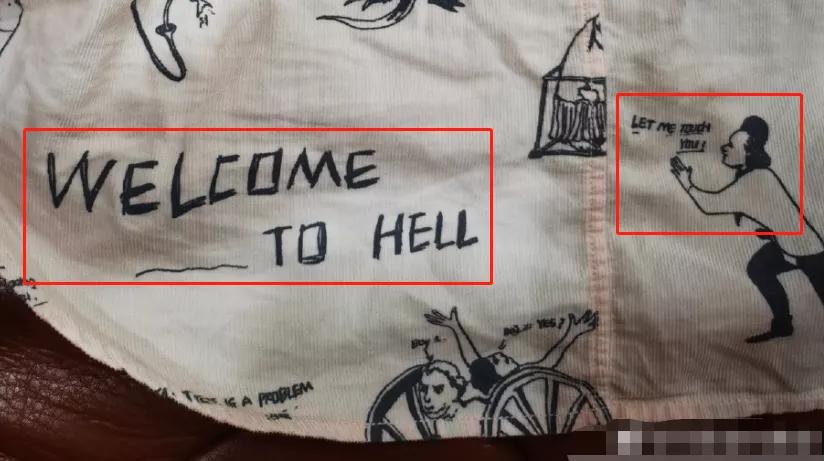 WELCOME
TO HELL
LET ME TOUCH
YOU!
IS A PROBLEM